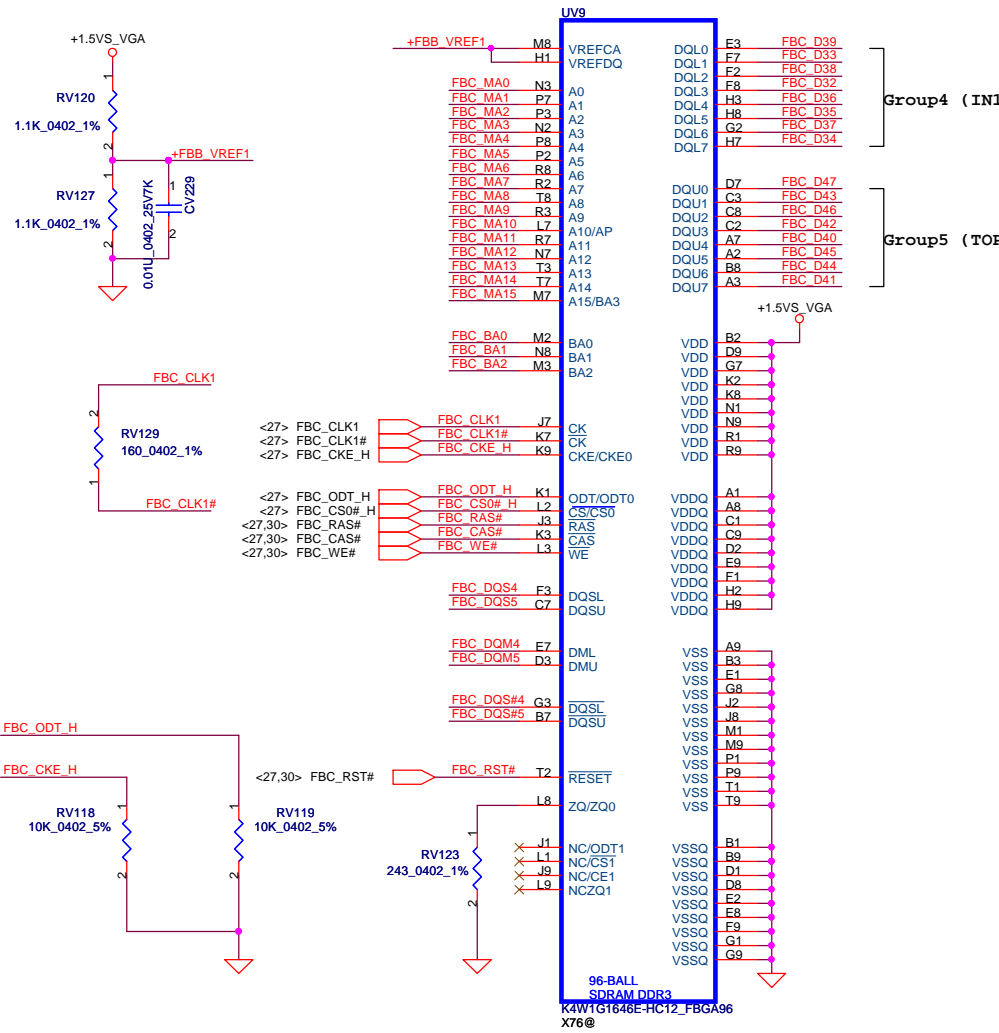 UV9
+1.5VS_VGA
1
RV120
1.1K_0402_1%
2
+FBB_VREF1
1
RV127
1.1K_0402_1%
2
1
CV229
0.01U_0402_25V7K
2
+FBB_VREF1 M8 VREFCA
H1 VREFDQ
FBC_MA0 N3 A0
FBC_MA1 P7 A1
FBC_MA2 P3 A2
FBC_MA3 N2 A3
FBC_MA4 P8 A4
FBC_MA5 P2 A5
FBC_MA6 R8 A6
FBC_MA7 R2 A7
FBC_MA8 T8 A8
FBC_MA9 R3 A9
FBC_MA10 L7 A10/AP
FBC_MA11 R7 A11
FBC_MA12 N7 A12
FBC_MA13 T3 A13
FBC_MA14 T7 A14
FBC_MA15 M7 A15/BA3
FBC_BA0 M2 BA0
FBC_BA1 N8 BA1
FBC_BA2 M3 BA2
FBC_CLK1
2
RV129
160_0402_1%
1
FBC_CLK1#
<27> FBC_CLK1 FBC_CLK1 J7 CK
<27> FBC_CLK1# FBC_CLK1# K7 CK
<27> FBC_CKE_H FBC_CKE_H K9 CKE/CKE0
<27> FBC_ODT_H FBC_ODT_H K1 ODT/ODT0
<27> FBC_CS0#_H FBC_CS0#_H L2 CS/CS0
<27,30> FBC_RAS# FBC_RAS# J3 RAS
<27,30> FBC_CAS# FBC_CAS# K3 CAS
<27,30> FBC_WE# FBC_WE# L3 WE
FBC_DQS4 F3 DQSL
FBC_DQS5 C7 DQSU
FBC_DQM4 E7 DML
FBC_DQM5 D3 DMU
FBC_DQS#4 G3 DQSL
FBC_DQS#5 B7 DQSU
<27,30> FBC_RST# FBC_RST# T2 RESET
L8 ZQ/ZQ0
1
RV123
243_0402_1%
2
J1 NC/ODT1
L1 NC/CS1
J9 NC/CE1
L9 NCZQ1
FBC_ODT_H
FBC_CKE_H
1
RV118
10K_0402_5%
2
1
RV119
10K_0402_5%
2
DQL0 E3 FBC_D39
DQL1 F7 FBC_D33
DQL2 F2 FBC_D38
DQL3 F8 FBC_D32
DQL4 H3 FBC_D36
DQL5 H8 FBC_D35
DQL6 G2 FBC_D37
DQL7 H7 FBC_D34
Group4 (IN1
DQU0 D7 FBC_D47
DQU1 C3 FBC_D43
DQU2 C8 FBC_D46
DQU3 C2 FBC_D42
DQU4 A7 FBC_D40
DQU5 A2 FBC_D45
DQU6 B8 FBC_D44
DQU7 A3 FBC_D41
Group5 (TOP
+1.5VS_VGA
VDD B2
VDD D9
VDD G7
VDD K2
VDD K8
VDD N1
VDD N9
VDD R1
VDD R9
VDDQ A1
VDDQ A8
VDDQ C1
VDDQ C9
VDDQ D2
VDDQ E9
VDDQ F1
VDDQ H2
VDDQ H9
VSS A9
VSS B3
VSS E1
VSS G8
VSS J2
VSS J8
VSS M1
VSS M9
VSS P1
VSS P9
VSS T1
VSS T9
VSSQ B1
VSSQ B9
VSSQ D1
VSSQ D8
VSSQ E2
VSSQ E8
VSSQ F9
VSSQ G1
VSSQ G9
96-BALL
SDRAM DDR3
K4W1G1646E-HC12_FBGA96
X76@